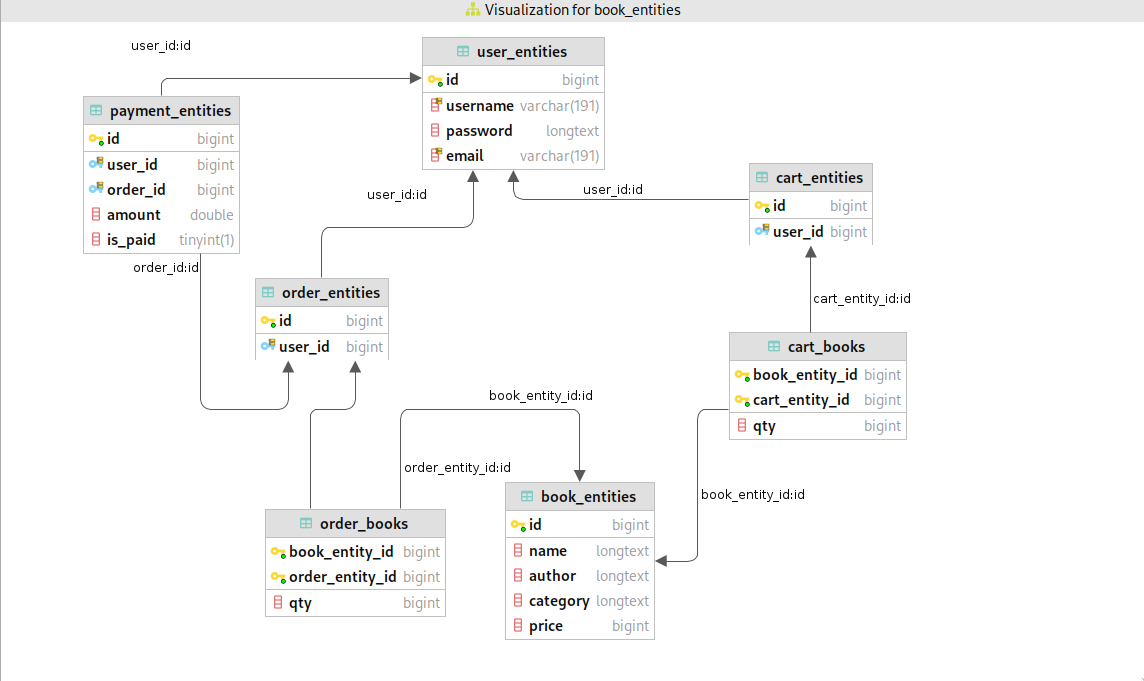 Visualization for book_entities
user_id:id
user_entities
id bigint
username varchar(191)
password longtext
email varchar(191)
payment_entities
id bigint
user_id bigint
order_id bigint
amount double
is_paid tinyint(1)
user_id:id
user_id:id
cart_entities
id bigint
user_id bigint
order_id:id
order_entities
id bigint
user_id bigint
cart_entity_id:id
cart_books
book_entity_id bigint
cart_entity_id bigint
qty bigint
book_entity_id:id
order_entity_id:id
book_entity_id:id
book_entities
id bigint
name longtext
author longtext
category longtext
price bigint
order_books
book_entity_id bigint
order_entity_id bigint
qty bigint